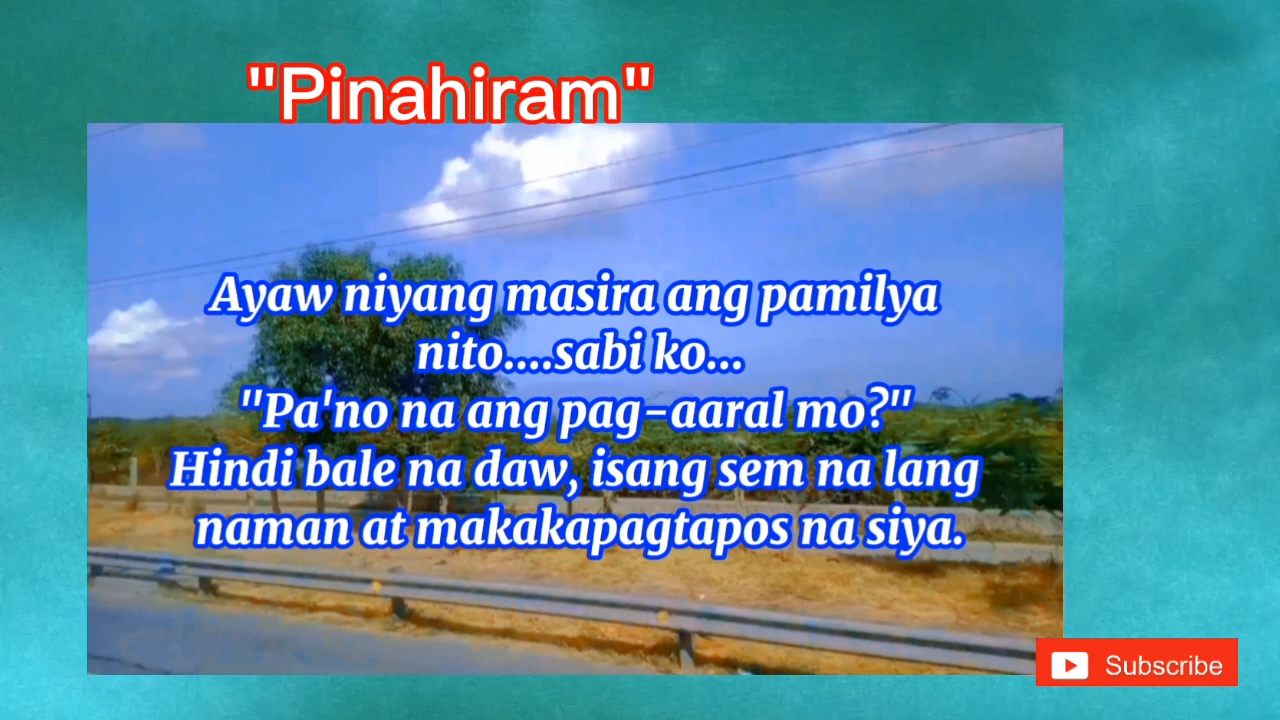 "Pinahiram"
Ayaw niyang masira ang pamilya
nito....sabi ko...
"Pa'no na ang pag-aaral mo?"
Hindi bale na daw, isang sem na lang
naman at makakapagtapos na siya.
Subscribe